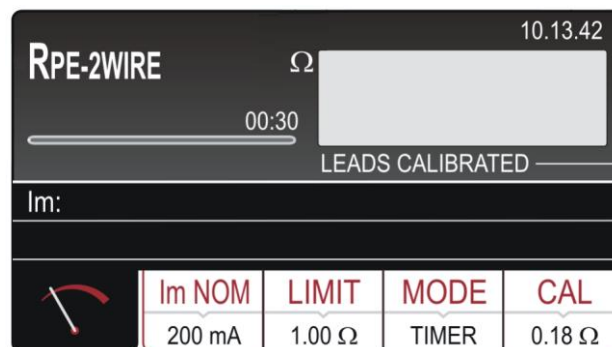 10.13.42
RPE-2WIRE
Ω
00:30
LEADS CALIBRATED
Im:
Im NOM LIMIT MODE CAL
200 mA 1.00 Ω TIMER 0.18 Ω